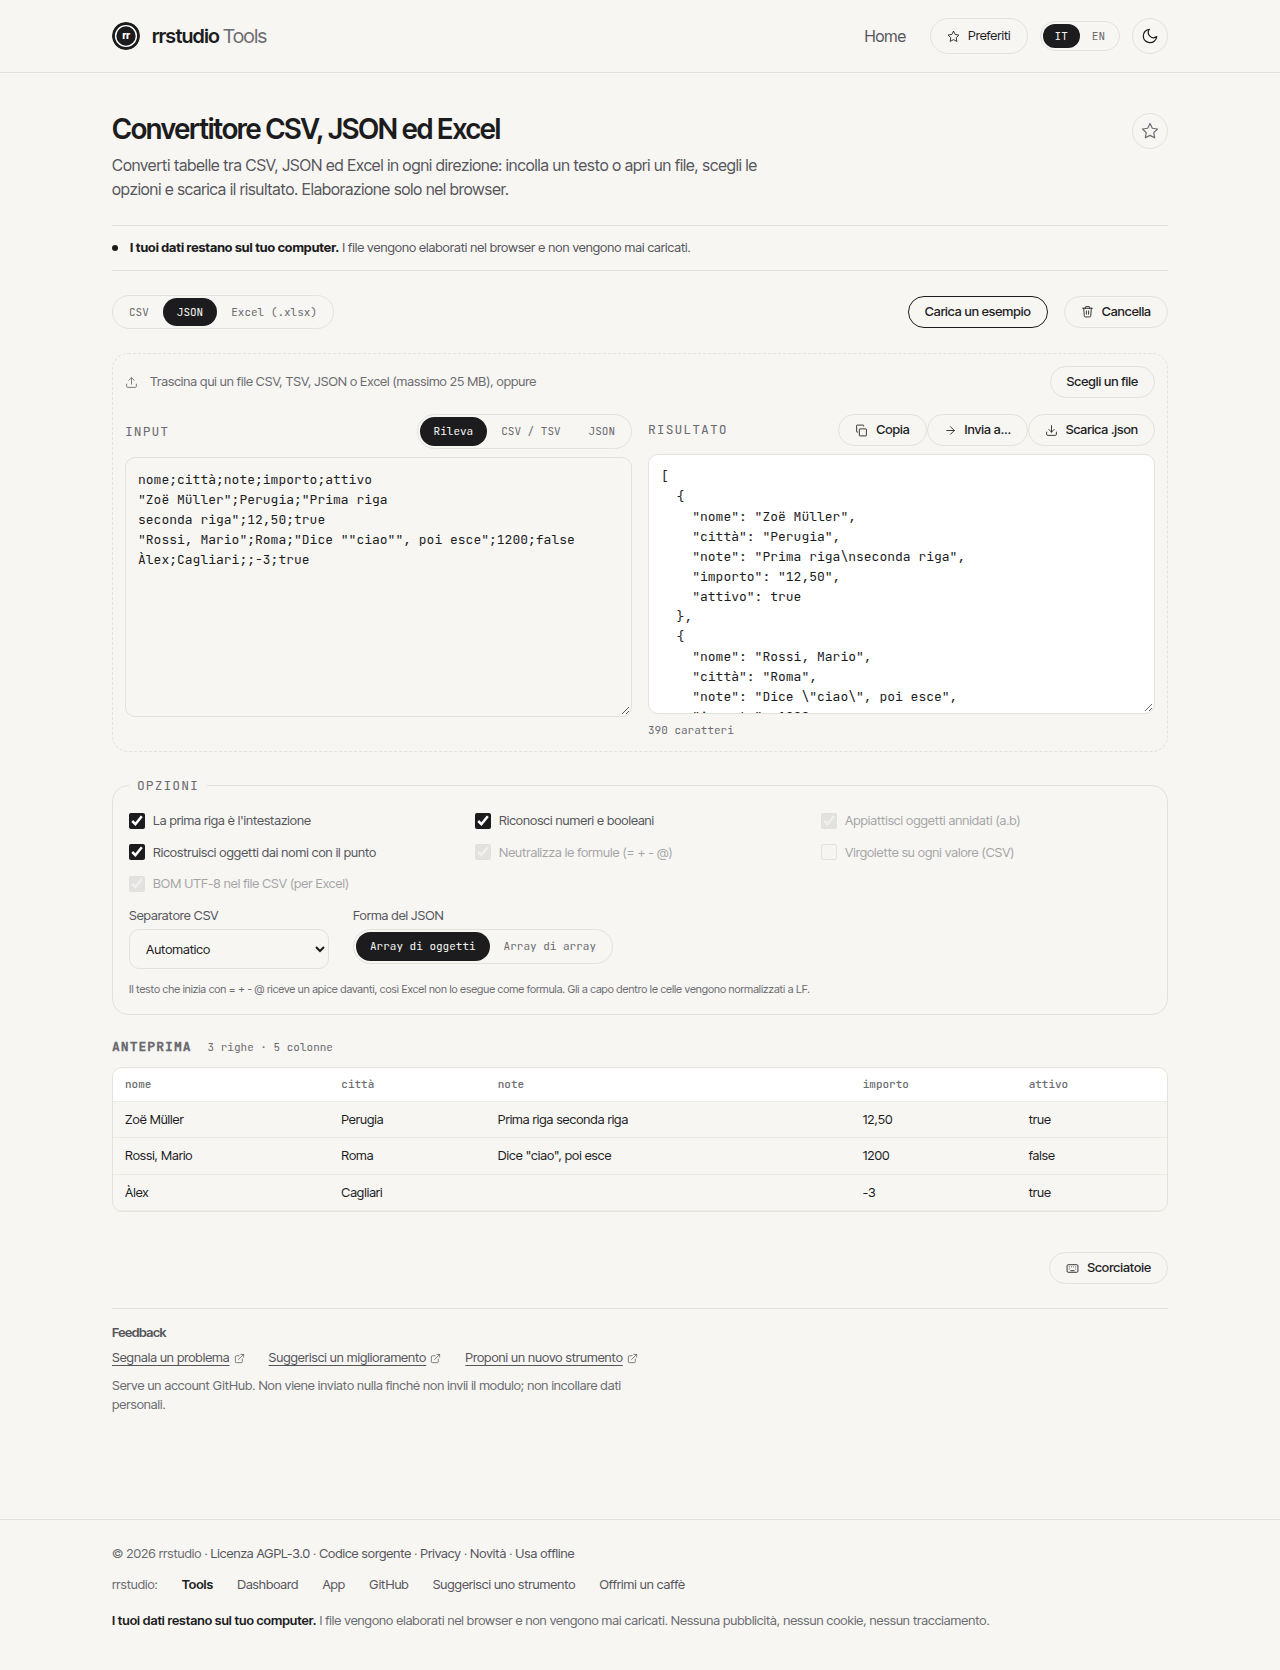 rr rrstudio Tools
Home
Preferiti
IT EN
Convertitore CSV, JSON ed Excel
Converti tabelle tra CSV, JSON ed Excel in ogni direzione: incolla un testo o apri un file, scegli le
opzioni e scarica il risultato. Elaborazione solo nel browser.
I tuoi dati restano sul tuo computer. I file vengono elaborati nel browser e non vengono mai caricati.
CSV JSON Excel (.xlsx)
Carica un esempio
Cancella
Trascina qui un file CSV, TSV, JSON o Excel (massimo 25 MB), oppure
Scegli un file
INPUT
Rileva CSV / TSV JSON
nome;città;note;importo;attivo
"Zoë Müller";Perugia;"Prima riga
seconda riga";12,50;true
"Rossi, Mario";Roma;"Dice ""ciao"", poi esce";1200;false
Àlex;Cagliari;;-3;true
RISULTATO
Copia
Invia a...
Scarica .json
[
{
"nome": "Zoë Müller",
"città": "Perugia",
"note": "Prima riga\nseconda riga",
"importo": "12,50",
"attivo": true
},
{
"nome": "Rossi, Mario",
"città": "Roma",
"note": "Dice \"ciao\", poi esce",
390 caratteri
OPZIONI
La prima riga è l'intestazione
Riconosci numeri e booleani
Appiattisci oggetti annidati (a.b)
Ricostruisci oggetti dai nomi con il punto
Neutralizza le formule (= + - @)
Virgolette su ogni valore (CSV)
BOM UTF-8 nel file CSV (per Excel)
Separatore CSV
Automatico
Forma del JSON
Array di oggetti Array di array
Il testo che inizia con = + - @ riceve un apice davanti, così Excel non lo esegue come formula. Gli a capo dentro le celle vengono normalizzati a LF.
ANTEPRIMA 3 righe · 5 colonne
nome città note importo attivo
Zoë Müller Perugia Prima riga seconda riga 12,50 true
Rossi, Mario Roma Dice "ciao", poi esce 1200 false
Àlex Cagliari -3 true
Scorciatoie
Feedback
Segnala un problema Suggerisci un miglioramento Proponi un nuovo strumento
Serve un account GitHub. Non viene inviato nulla finché non invii il modulo; non incollare dati
personali.
© 2026 rrstudio · Licenza AGPL-3.0 · Codice sorgente · Privacy · Novità · Usa offline
rrstudio: Tools Dashboard App GitHub Suggerisci uno strumento Offrimi un caffè
I tuoi dati restano sul tuo computer. I file vengono elaborati nel browser e non vengono mai caricati. Nessuna pubblicità, nessun cookie, nessun tracciamento.